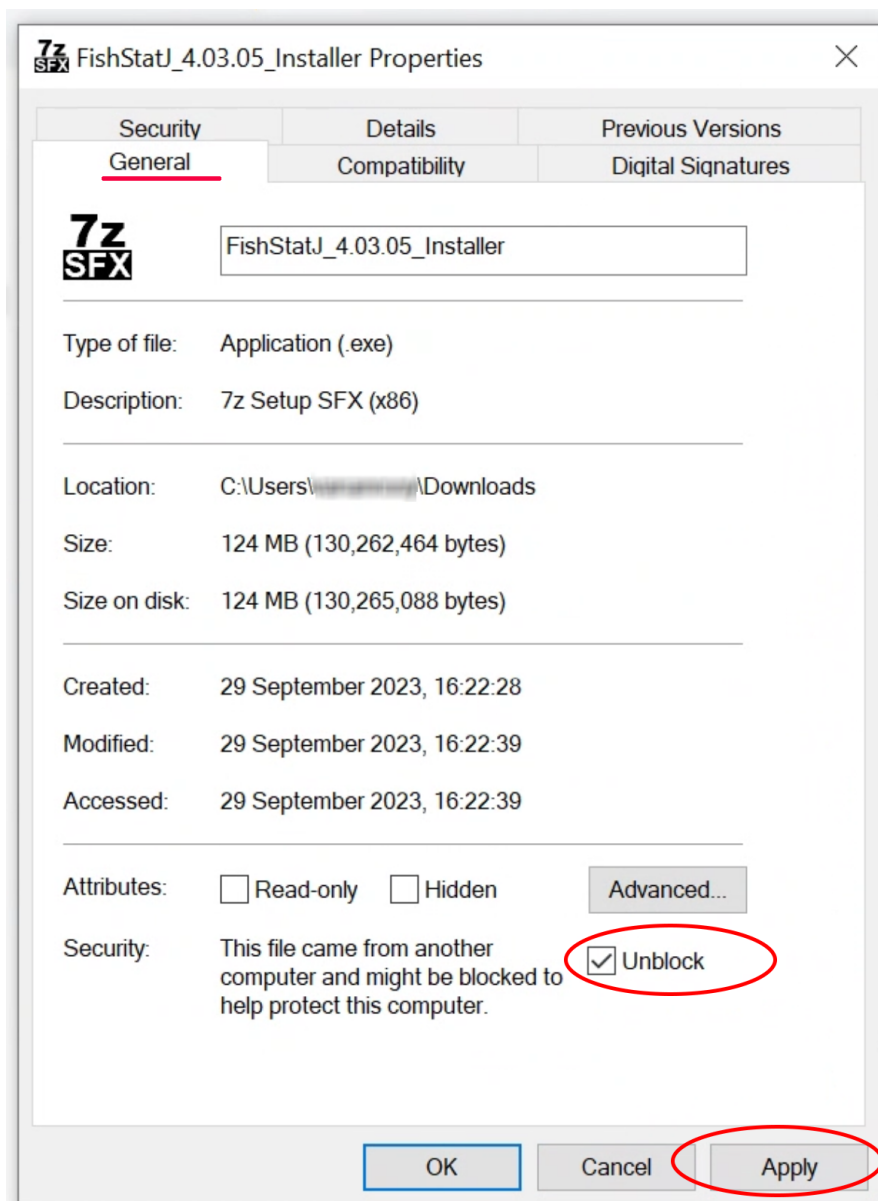 7z SFX FishStatJ_4.03.05_Installer Properties
Security Details Previous Versions
General Compatibility Digital Signatures
7z
SFX
FishStatJ_4.03.05_Installer
Type of file: Application (.exe)
Description: 7z Setup SFX (x86)
Location: C:\Users\ \Downloads
Size: 124 MB (130,262,464 bytes)
Size on disk: 124 MB (130,265,088 bytes)
Created: 29 September 2023, 16:22:28
Modified: 29 September 2023, 16:22:39
Accessed: 29 September 2023, 16:22:39
Attributes: Read-only Hidden Advanced...
Security: This file came from another
computer and might be blocked to
help protect this computer.
Unblock
OK Cancel Apply